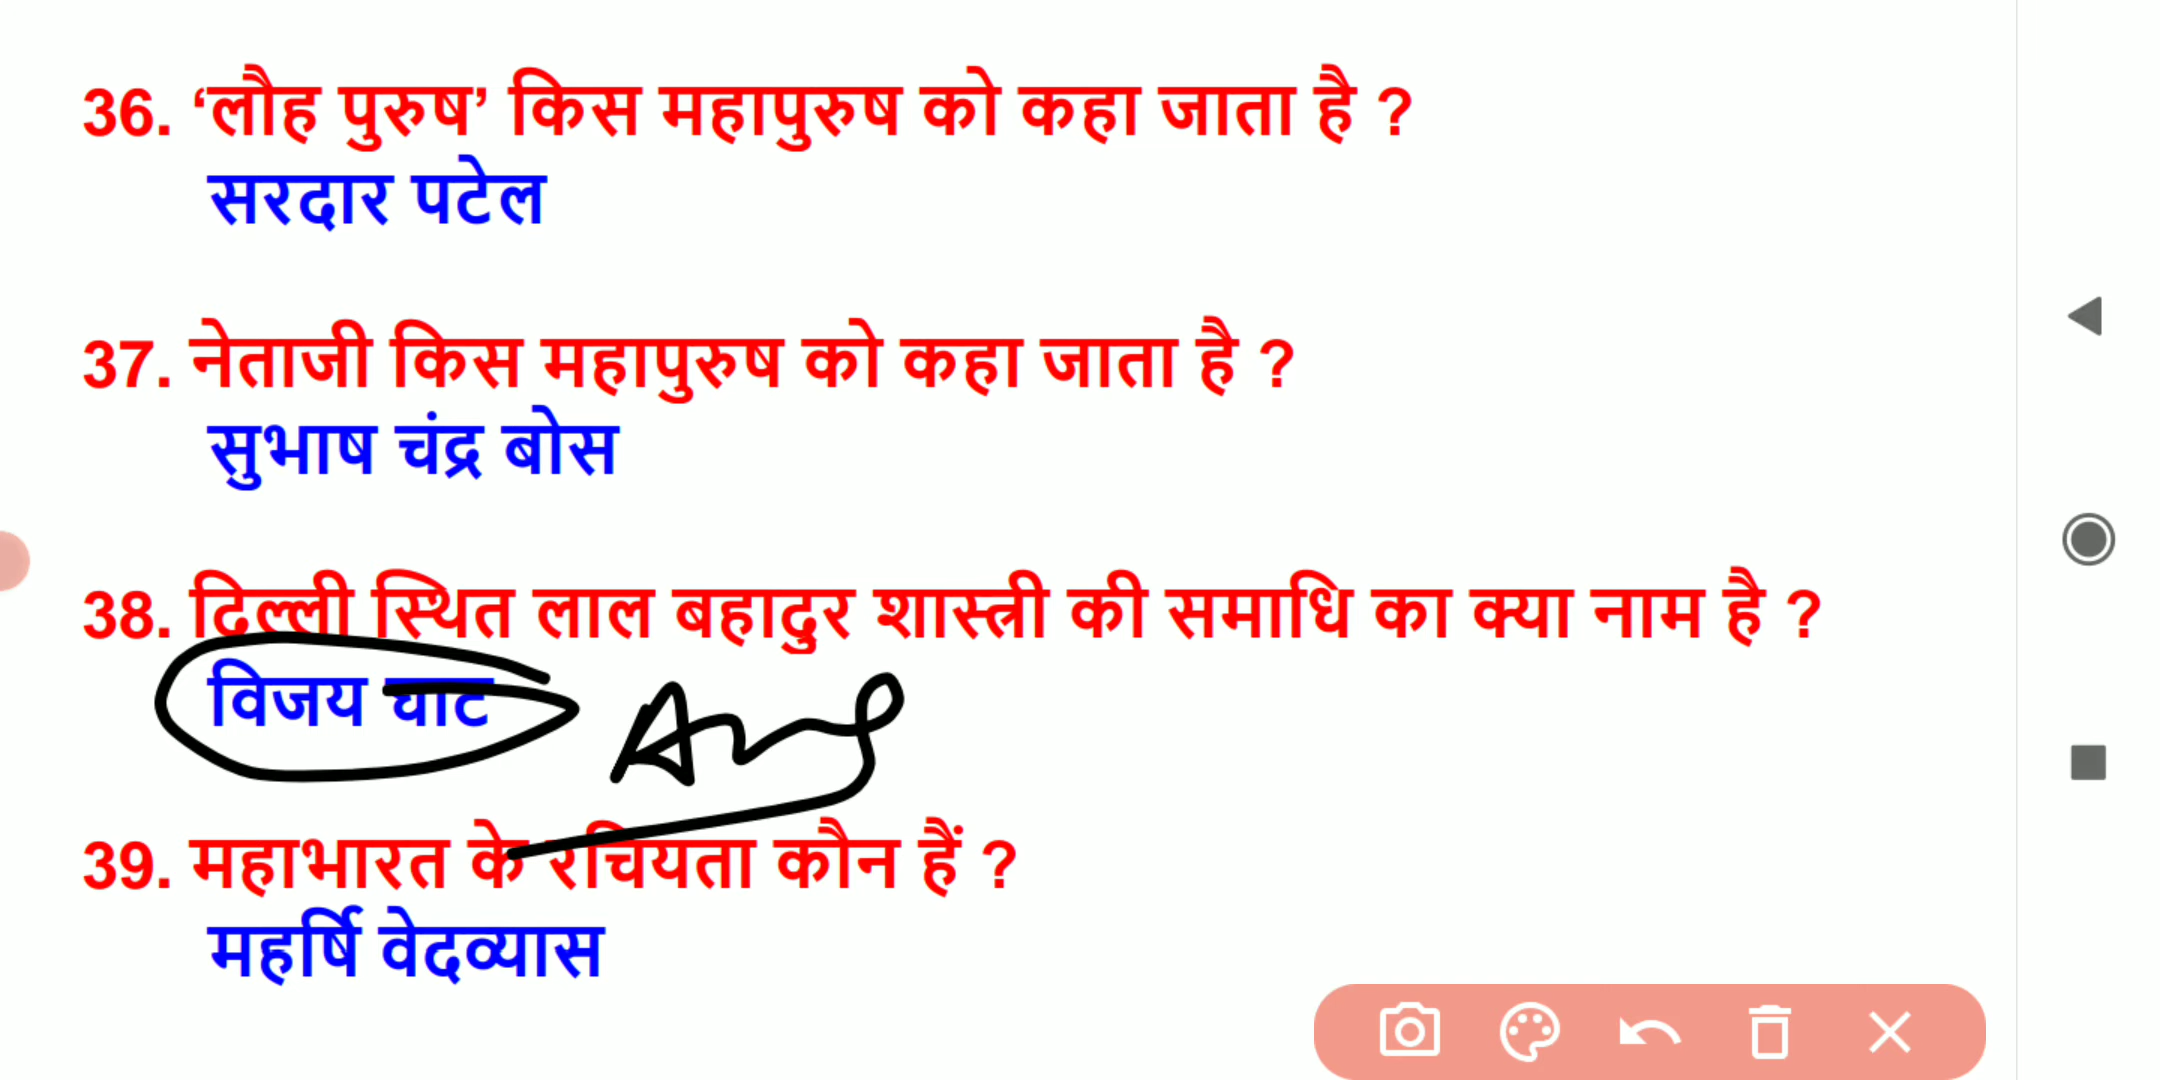 36. ‘लौह पुरुष’ किस महापुरुष को कहा जाता है ?
सरदार पटेल
37. नेताजी किस महापुरुष को कहा जाता है ?
सुभाष चंद्र बोस
38. दिल्ली स्थित लाल बहादुर शास्त्री की समाधि का क्या नाम है ?
विजय घाट
39. महाभारत के रचियता कौन हैं ?
महर्षि वेदव्यास